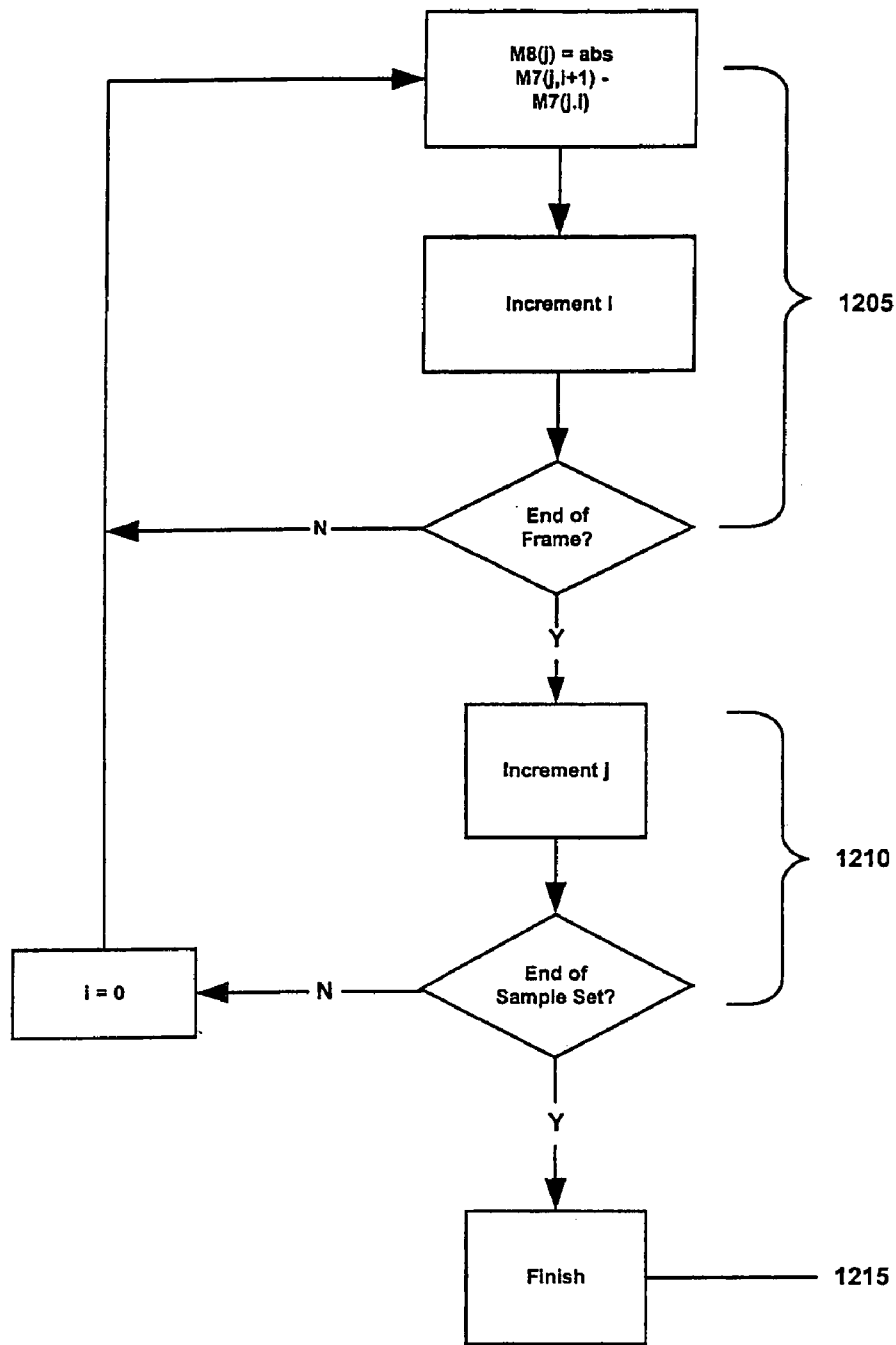 M8(j) = abs
M7(j,i+1) -
M7(j.i)
Increment i
1205
End of
Frame?
N
Y
Increment j
1210
End of
Sample Set?
N
i = 0
Y
Finish
1215